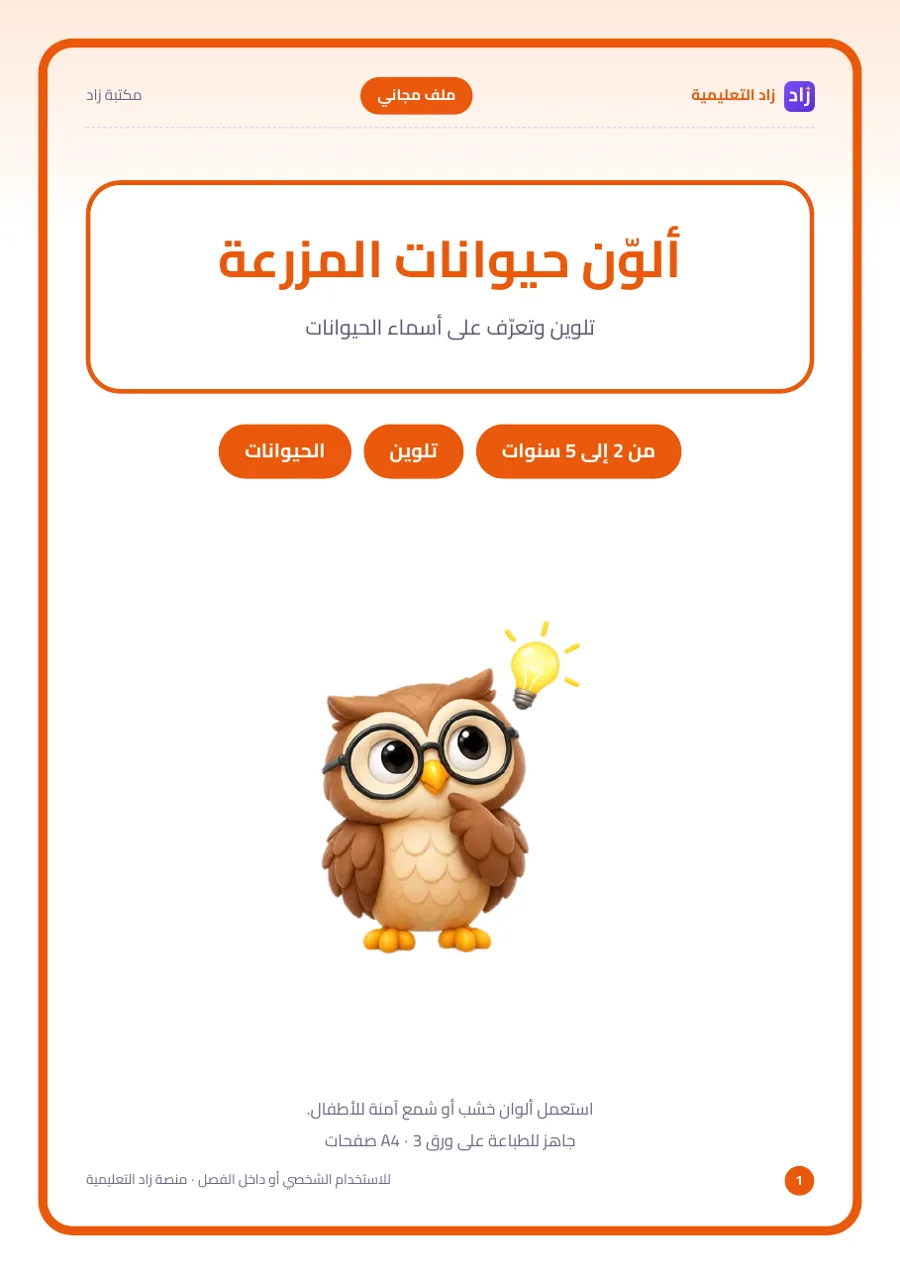 زاد
زاد التعليمية
ملف مجاني
مكتبة زاد
ألوّن حيوانات المزرعة
تلوين وتعرّف على أسماء الحيوانات
من 2 إلى 5 سنوات
تلوين
الحيوانات
استعمل ألوان خشب أو شمع آمنة للأطفال.
جاهز للطباعة على ورق A4 · 3 صفحات
1
للاستخدام الشخصي أو داخل الفصل · منصة زاد التعليمية